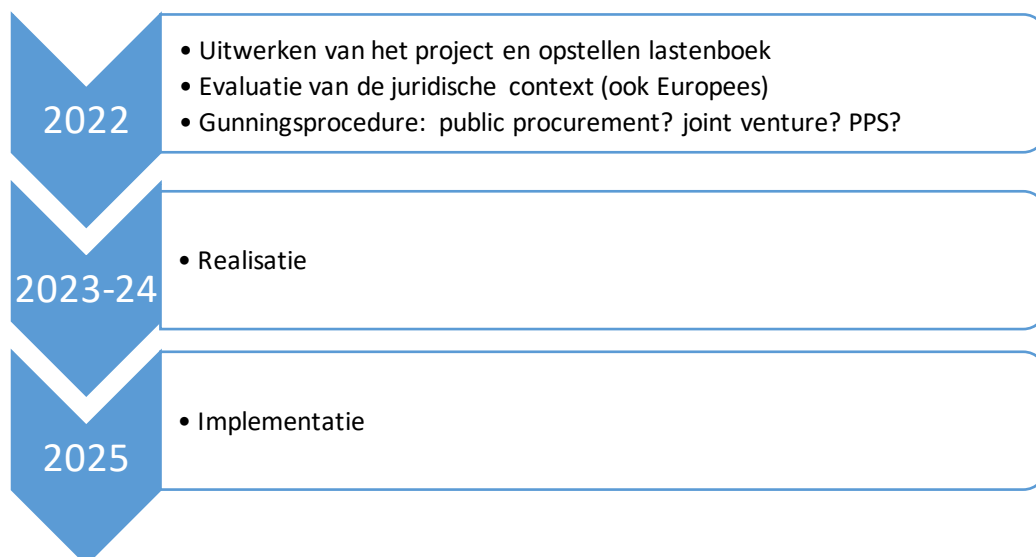 2022
• Uitwerken van het project en opstellen lastenboek
• Evaluatie van de juridische context (ook Europees)
• Gunningsprocedure: public procurement? joint venture? PPS?
2023-24
• Realisatie
2025
• Implementatie